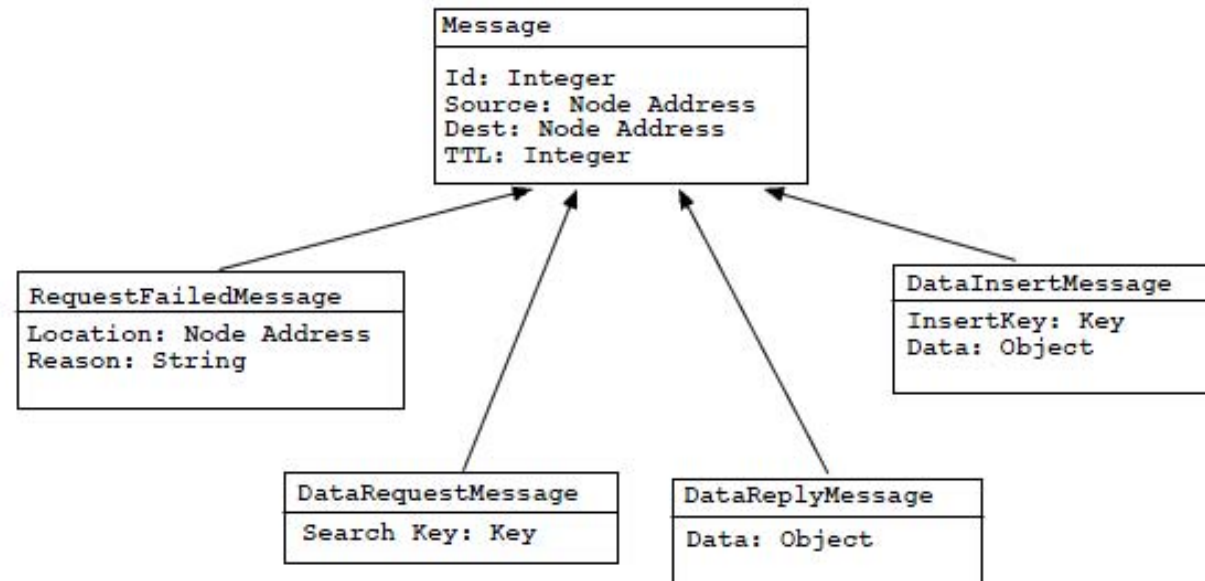 Message
Id: Integer
Source: Node Address
Dest: Node Address
TTL: Integer
RequestFailedMessage
Location: Node Address
Reason: String
DataInsertMessage
InsertKey: Key
Data: Object
DataRequestMessage
Search Key: Key
DataReplyMessage
Data: Object